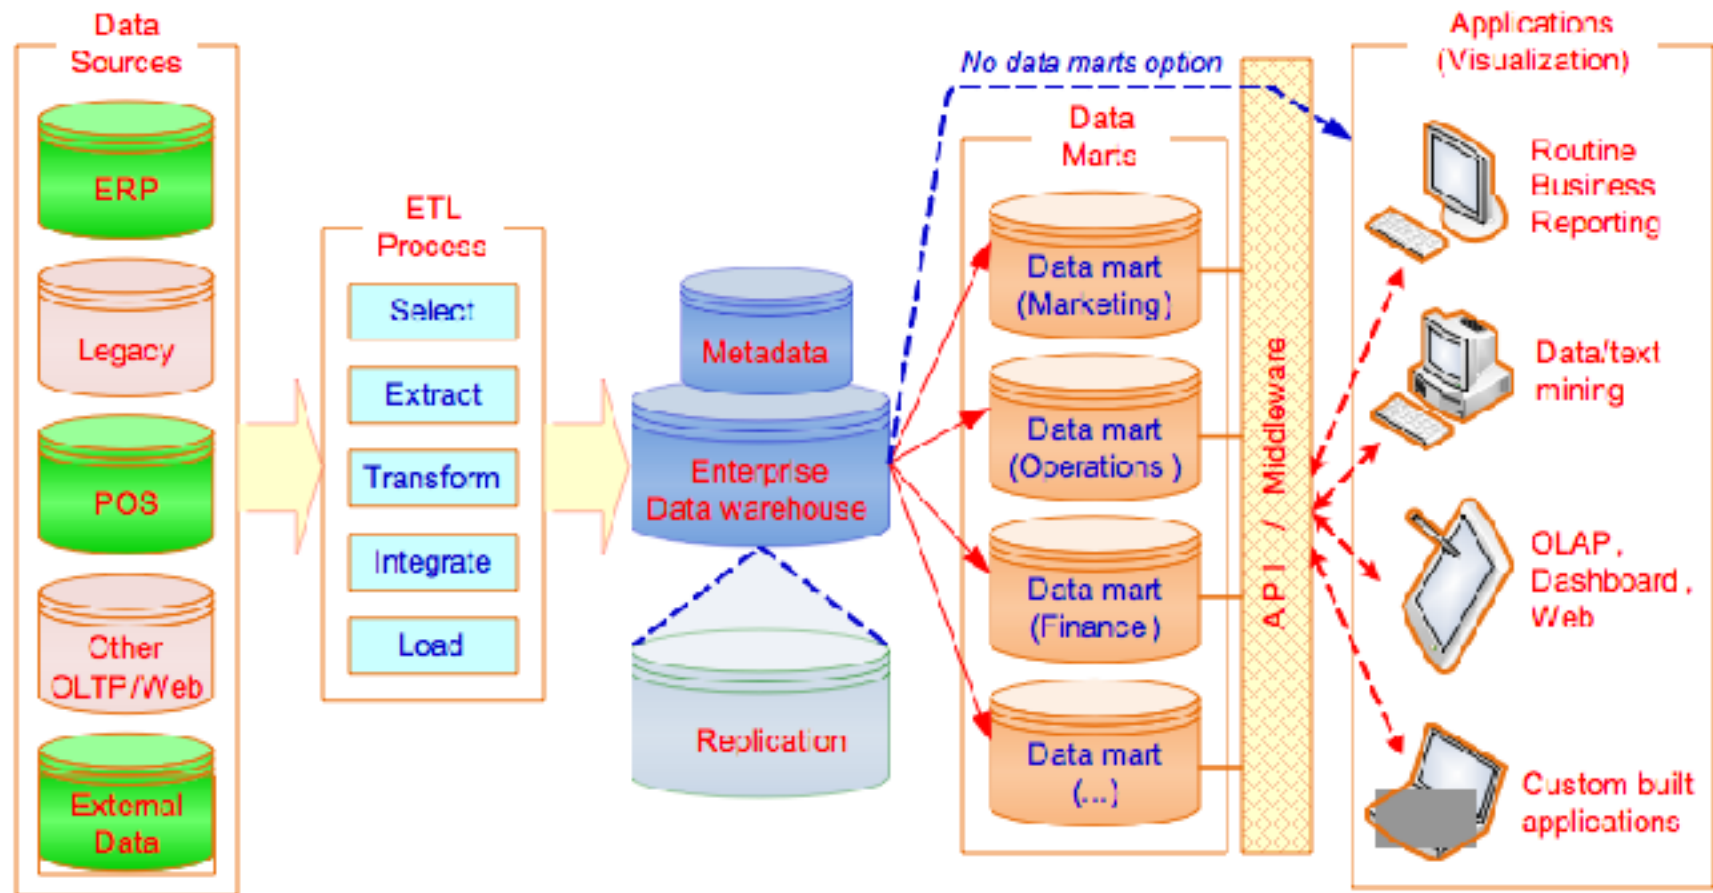 Data
Sources
ERP
Legacy
POS
Other
OLTP/Web
External
Data
ETL
Process
Select
Extract
Transform
Integrate
Load
Metadata
Enterprise
Data warehouse
Replication
No data marts option
Data
Marts
Data mart
(Marketing)
Data mart
(Operations)
Data mart
(Finance)
Data mart
(...)
API / Middleware
Applications
(Visualization)
Routine
Business
Reporting
Data/text
mining
OLAP,
Dashboard,
Web
Custom built
applications